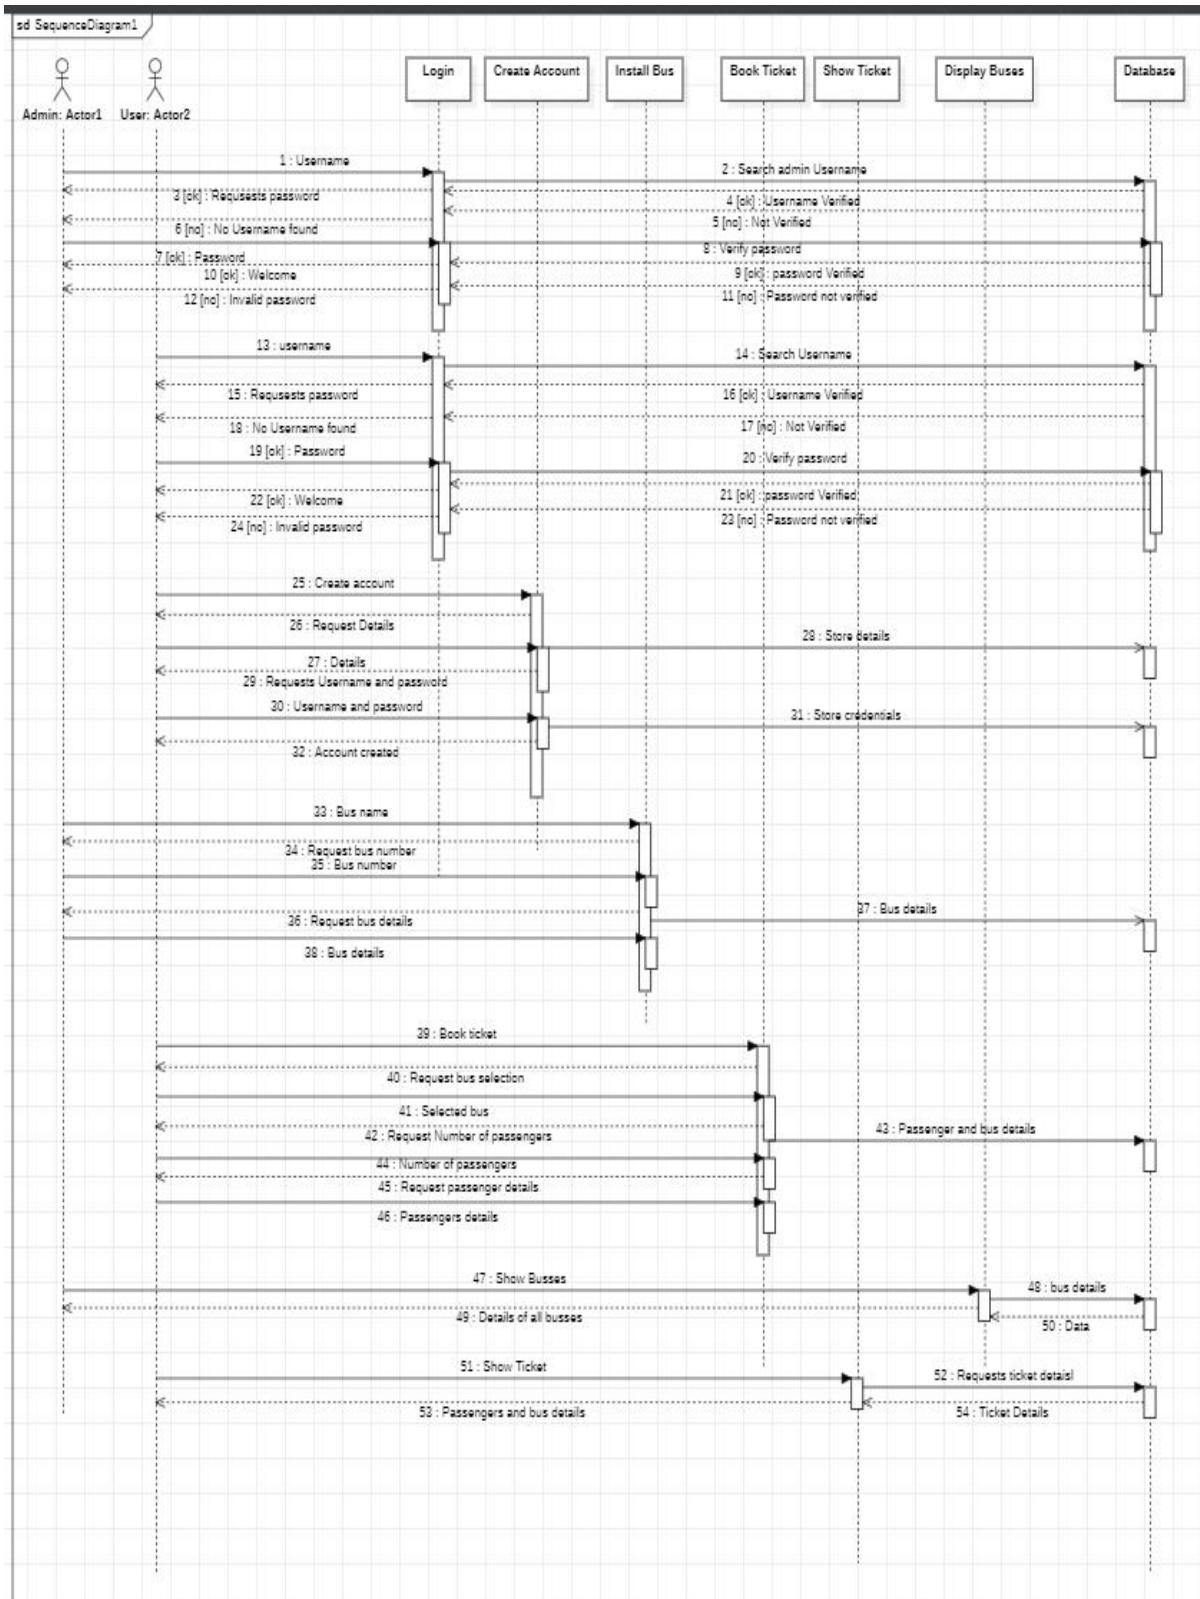 sd SequenceDiagram1
Admin: Actor1
User: Actor2
Login
Create Account
Install Bus
Book Ticket
Show Ticket
Display Buses
Database
1 : Username
2 : Search admin Username
3 [ok] : Requsests password
4 [ok] : Username Verified
5 [no] : Not Verified
6 [no] : No Username found
7 [ok] : Password
8 : Verify password
9 [ok] : password Verified
10 [ok] : Welcome
11 [no] : Password not verified
12 [no] : Invalid password
13 : username
14 : Search Username
15 : Requsests password
16 [ok] : Username Verified
17 [no] : Not Verified
18 : No Username found
19 [ok] : Password
20 : Verify password
21 [ok] : password Verified
22 [ok] : Welcome
23 [no] : Password not verified
24 [no] : Invalid password
25 : Create account
26 : Request Details
27 : Details
28 : Store details
29 : Requests Username and password
30 : Username and password
31 : Store credentials
32 : Account created
33 : Bus name
34 : Request bus number
35 : Bus number
36 : Request bus details
37 : Bus details
38 : Bus details
39 : Book ticket
40 : Request bus selection
41 : Selected bus
42 : Request Number of passengers
43 : Passenger and bus details
44 : Number of passengers
45 : Request passenger details
46 : Passengers details
47 : Show Busses
48 : bus details
49 : Details of all busses
50 : Data
51 : Show Ticket
52 : Requests ticket detaisl
53 : Passengers and bus details
54 : Ticket Details